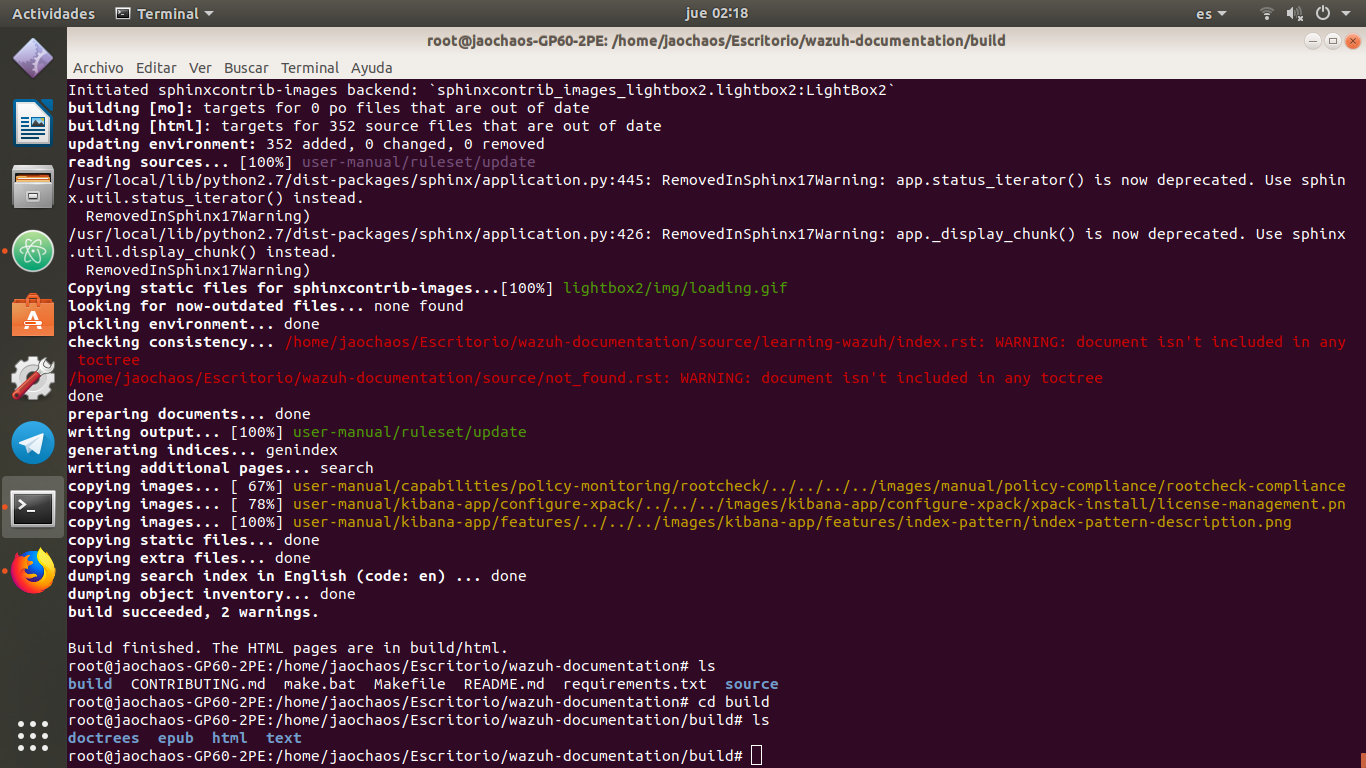 Actividades Terminal jue 02:18 es
root@jaochaos-GP60-2PE: /home/jaochaos/Escritorio/wazuh-documentation/build
Archivo Editar Ver Buscar Terminal Ayuda
Initiated sphinxcontrib-images backend: `sphinxcontrib_images_lightbox2.lightbox2:LightBox2`
building [mo]: targets for 0 po files that are out of date
building [html]: targets for 352 source files that are out of date
updating environment: 352 added, 0 changed, 0 removed
reading sources... [100%] user-manual/ruleset/update
/usr/local/lib/python2.7/dist-packages/sphinx/application.py:445: RemovedInSphinx17Warning: app.status_iterator() is now deprecated. Use sphin
x.util.status_iterator() instead.
  RemovedInSphinx17Warning)
/usr/local/lib/python2.7/dist-packages/sphinx/application.py:426: RemovedInSphinx17Warning: app._display_chunk() is now deprecated. Use sphinx
.util.display_chunk() instead.
  RemovedInSphinx17Warning)
Copying static files for sphinxcontrib-images...[100%] lightbox2/img/loading.gif
looking for now-outdated files... none found
pickling environment... done
checking consistency... /home/jaochaos/Escritorio/wazuh-documentation/source/learning-wazuh/index.rst: WARNING: document isn't included in any
 toctree
/home/jaochaos/Escritorio/wazuh-documentation/source/not_found.rst: WARNING: document isn't included in any toctree
done
preparing documents... done
writing output... [100%] user-manual/ruleset/update
generating indices... genindex
writing additional pages... search
copying images... [ 67%] user-manual/capabilities/policy-monitoring/rootcheck/../../../../images/manual/policy-compliance/rootcheck-compliance
copying images... [ 78%] user-manual/kibana-app/configure-xpack/../../../images/kibana-app/configure-xpack/xpack-install/license-management.pn
copying images... [100%] user-manual/kibana-app/features/../../../images/kibana-app/features/index-pattern/index-pattern-description.png
copying static files... done
copying extra files... done
dumping search index in English (code: en) ... done
dumping object inventory... done
build succeeded, 2 warnings.
Build finished. The HTML pages are in build/html.
root@jaochaos-GP60-2PE:/home/jaochaos/Escritorio/wazuh-documentation# ls
build  CONTRIBUTING.md  make.bat  Makefile  README.md  requirements.txt  source
root@jaochaos-GP60-2PE:/home/jaochaos/Escritorio/wazuh-documentation# cd build
root@jaochaos-GP60-2PE:/home/jaochaos/Escritorio/wazuh-documentation/build# ls
doctrees  epub  html  text
root@jaochaos-GP60-2PE:/home/jaochaos/Escritorio/wazuh-documentation/build#